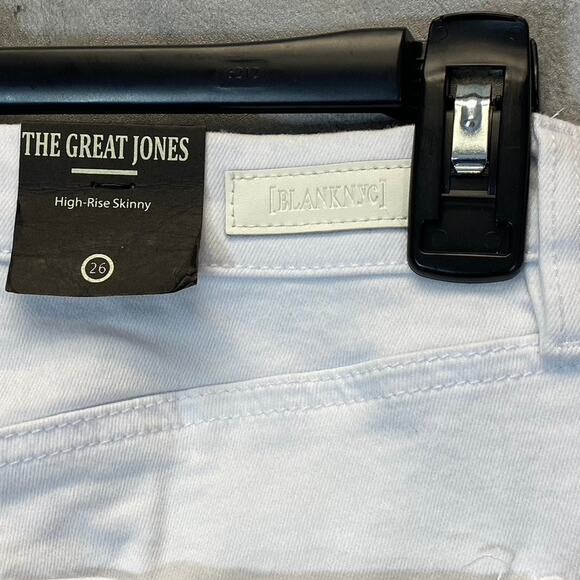 THE GREAT JONES
High-Rise Skinny
26
[BLANKNYC]